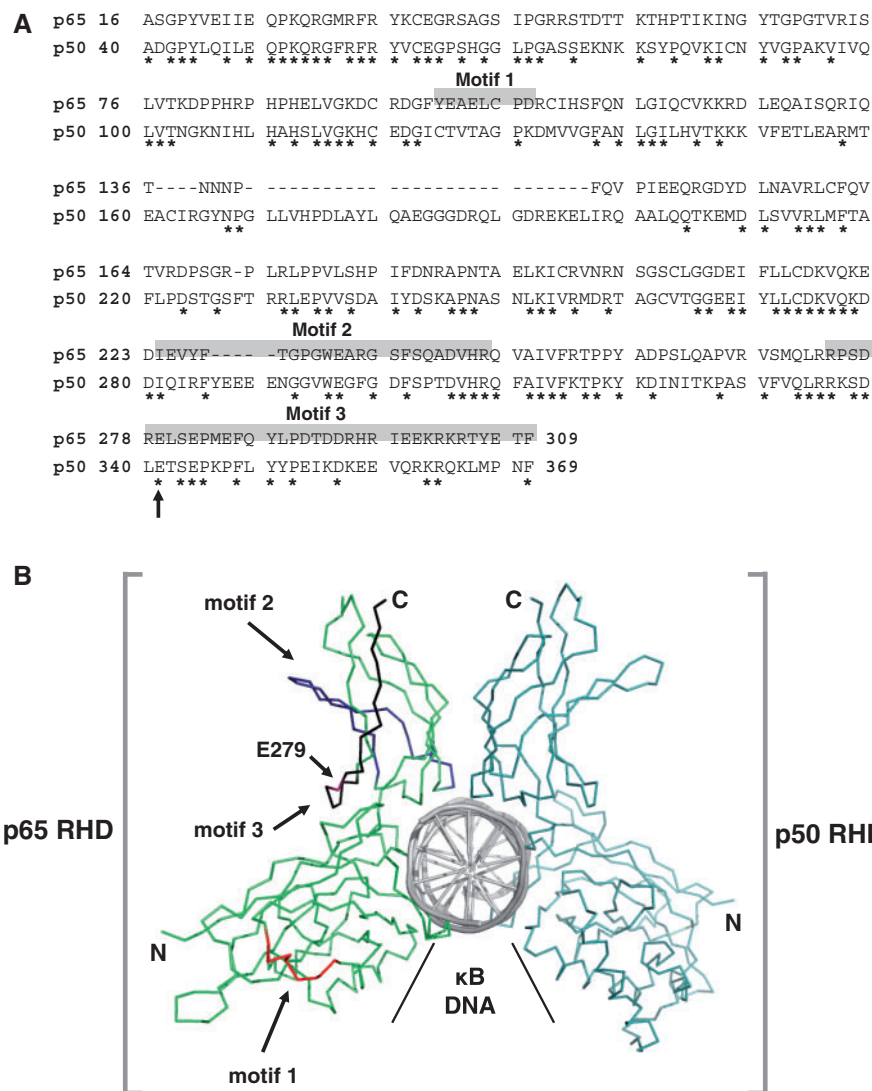 A
p65 16 ASGPYVEIIE QPKQRGMRFR YKCEGRSAGS IPGRRSTDTT KTHPTIKING YTGPGTVRIS
p50 40 ADGPYLQILE QPKQRGFRFR YVCEGPSHGG LPGASSEKNK KSYPQVKICN YVGPAKVIVQ
* *** * * ****** *** *** * *** * * ** ** *
Motif 1
p65 76 LVTKDPPHRP HPHELVGKDC RDGFYEAELC PDRCIHSFQN LGIQCVKKRD LEQAISQRIQ
p50 100 LVTNGKNIHL HAHSLVGKHC EDGICTVTAG PKDMVVGFAN LGILHVTKKK VFETLEARMT
*** * **** * ** * * * *** ** *
p65 136 T----NNNP- ---------- ---------- ------FQV PIEEQRGDYD LNAVRLCFQV
p50 160 EACIRGYNPG LLVHPDLAYL QAEGGGDRQL GDREKELIRQ AALQQTKEMD LSVVRLMFTA
** * * * *** *
p65 164 TVRDPSGR-P LRLPPVLSHP IFDNRAPNTA ELKICRVNRN SGSCLGGDEI FLLCDKVQKE
p50 220 FLPDSTGSFT RRLEPVVSDA IYDSKAPNAS NLKIVRMDRT AGCVTGGEEI YLLCDKVQKD
* * ** ** * * * *** *** * * ** ** *******
Motif 2
p65 223 DIEVYF---- -TGPGWEARG SFSQADVHRQ VAIVFRTPPY ADPSLQAPVR VSMQLRRPSD
p50 280 DIQIRFYEEE ENGGVWEGFG DFSPTDVHRQ FAIVFKTPKY KDINITKPAS VFVQLRRKSD
** * * ** * ** ***** **** ** * * * * **** **
Motif 3
p65 278 RELSEPMEFQ YLPDTDDRHR IEEKRKRTYE TF 309
p50 340 LETSEPKPFL YYPEIKDKEE VQRKRQKLMP NF 369
* *** * * * * ** *
B
motif 2
C
C
E279
motif 3
p65 RHD
p50 RH
N
N
κB
DNA
motif 1